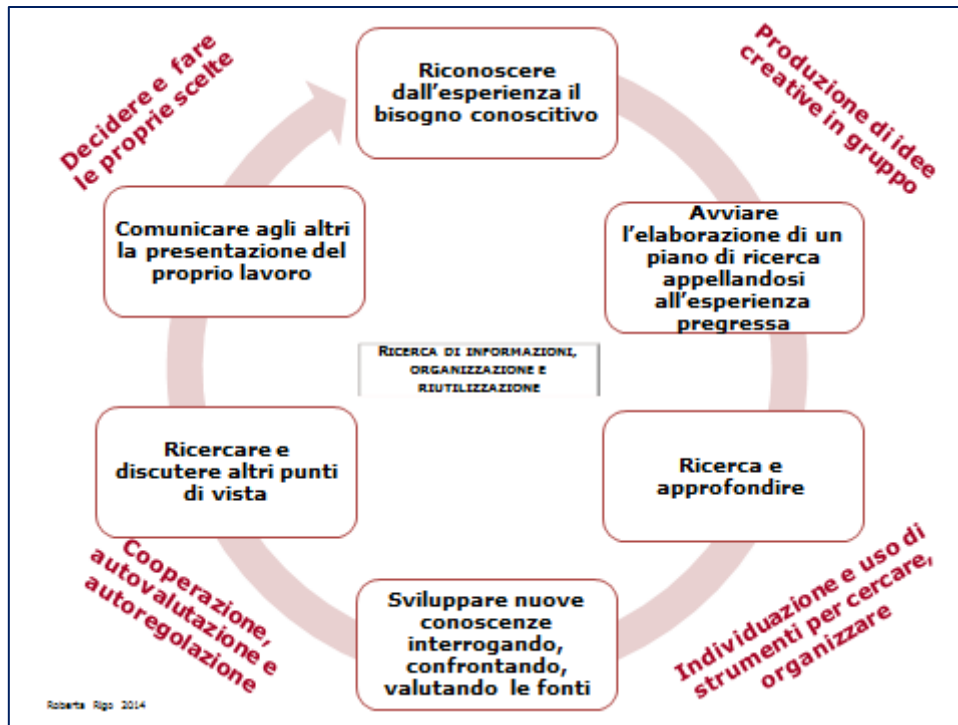 Decidere e fare
le proprie scelte
Riconoscere
dall'esperienza il
bisogno conoscitivo
Produzione di idee
creative in gruppo
Comunicare agli altri
la presentazione del
proprio lavoro
Avviare
l'elaborazione di un
piano di ricerca
appellandosi
all'esperienza
pregressa
RICERCA DI INFORMAZIONI,
ORGANIZZAZIONE E
RIUTILIZZAZIONE
Ricercare e
discutere altri punti
di vista
Ricerca e
approfondire
Cooperazione,
autovalutazione e
autoregolazione
Sviluppare nuove
conoscenze
interrogando,
confrontando,
valutando le fonti
Individuazione e uso di
strumenti per cercare,
organizzare
Roberta Rigo 2014